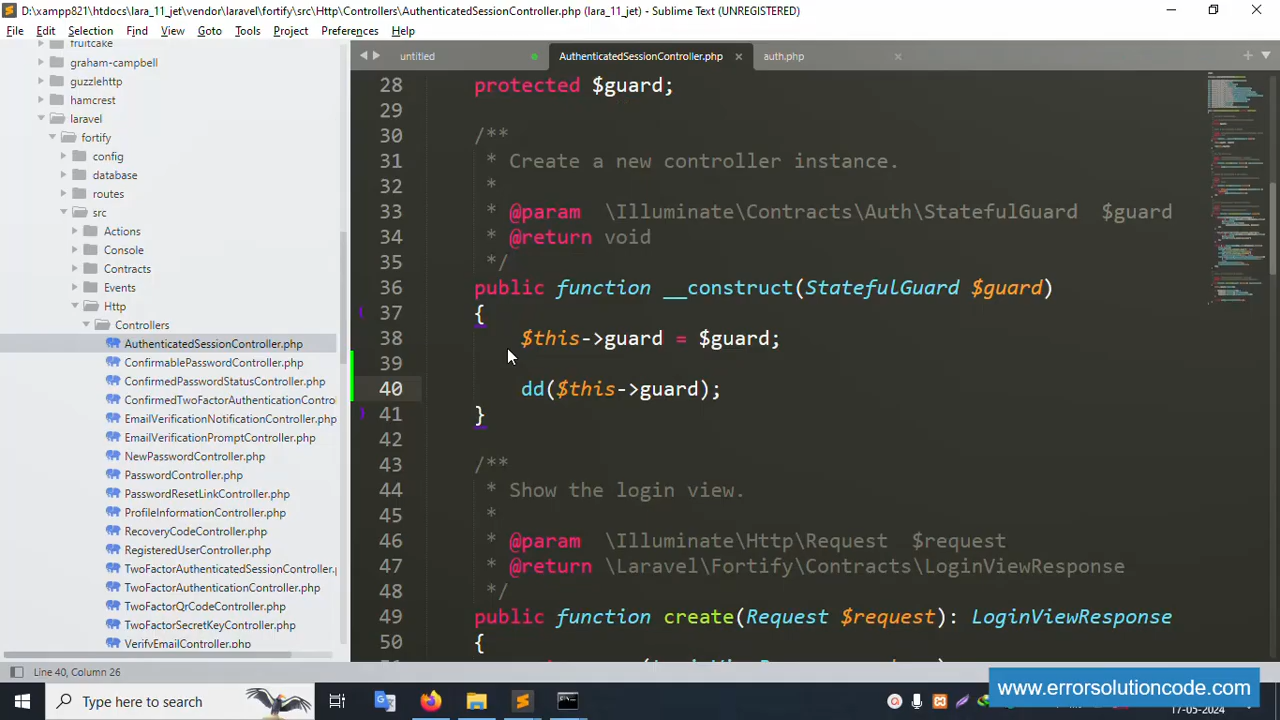 D:\xampp821\htdocs\lara_11_jet\vendor\laravel\fortify\src\Http\Controllers\AuthenticatedSessionController.php (lara_11_jet) - Sublime Text (UNREGISTERED)
File Edit Selection Find View Goto Tools Project Preferences Help
fruitcake
graham-campbell
guzzlehttp
hamcrest
laravel
fortify
config
database
routes
src
Actions
Console
Contracts
Events
Http
Controllers
AuthenticatedSessionController.php
ConfirmablePasswordController.php
ConfirmedPasswordStatusController.php
ConfirmedTwoFactorAuthenticationContro
EmailVerificationNotificationController.php
EmailVerificationPromptController.php
NewPasswordController.php
PasswordController.php
PasswordResetLinkController.php
ProfileInformationController.php
RecoveryCodeController.php
RegisteredUserController.php
TwoFactorAuthenticatedSessionController.
TwoFactorAuthenticationController.php
TwoFactorQrCodeController.php
TwoFactorSecretKeyController.php
VerifyEmailController.php
untitled AuthenticatedSessionController.php auth.php
28 protected $guard;
29
30 /**
31 * Create a new controller instance.
32 *
33 * @param \Illuminate\Contracts\Auth\StatefulGuard $guard
34 * @return void
35 */
36 public function __construct(StatefulGuard $guard)
37 {
38 $this->guard = $guard;
39
40 dd($this->guard);
41 }
42
43 /**
44 * Show the login view.
45 *
46 * @param \Illuminate\Http\Request $request
47 * @return \Laravel\Fortify\Contracts\LoginViewResponse
48 */
49 public function create(Request $request): LoginViewResponse
50 {
Line 40, Column 26
www.errorsolutioncode.com
Type here to search
17-05-2024